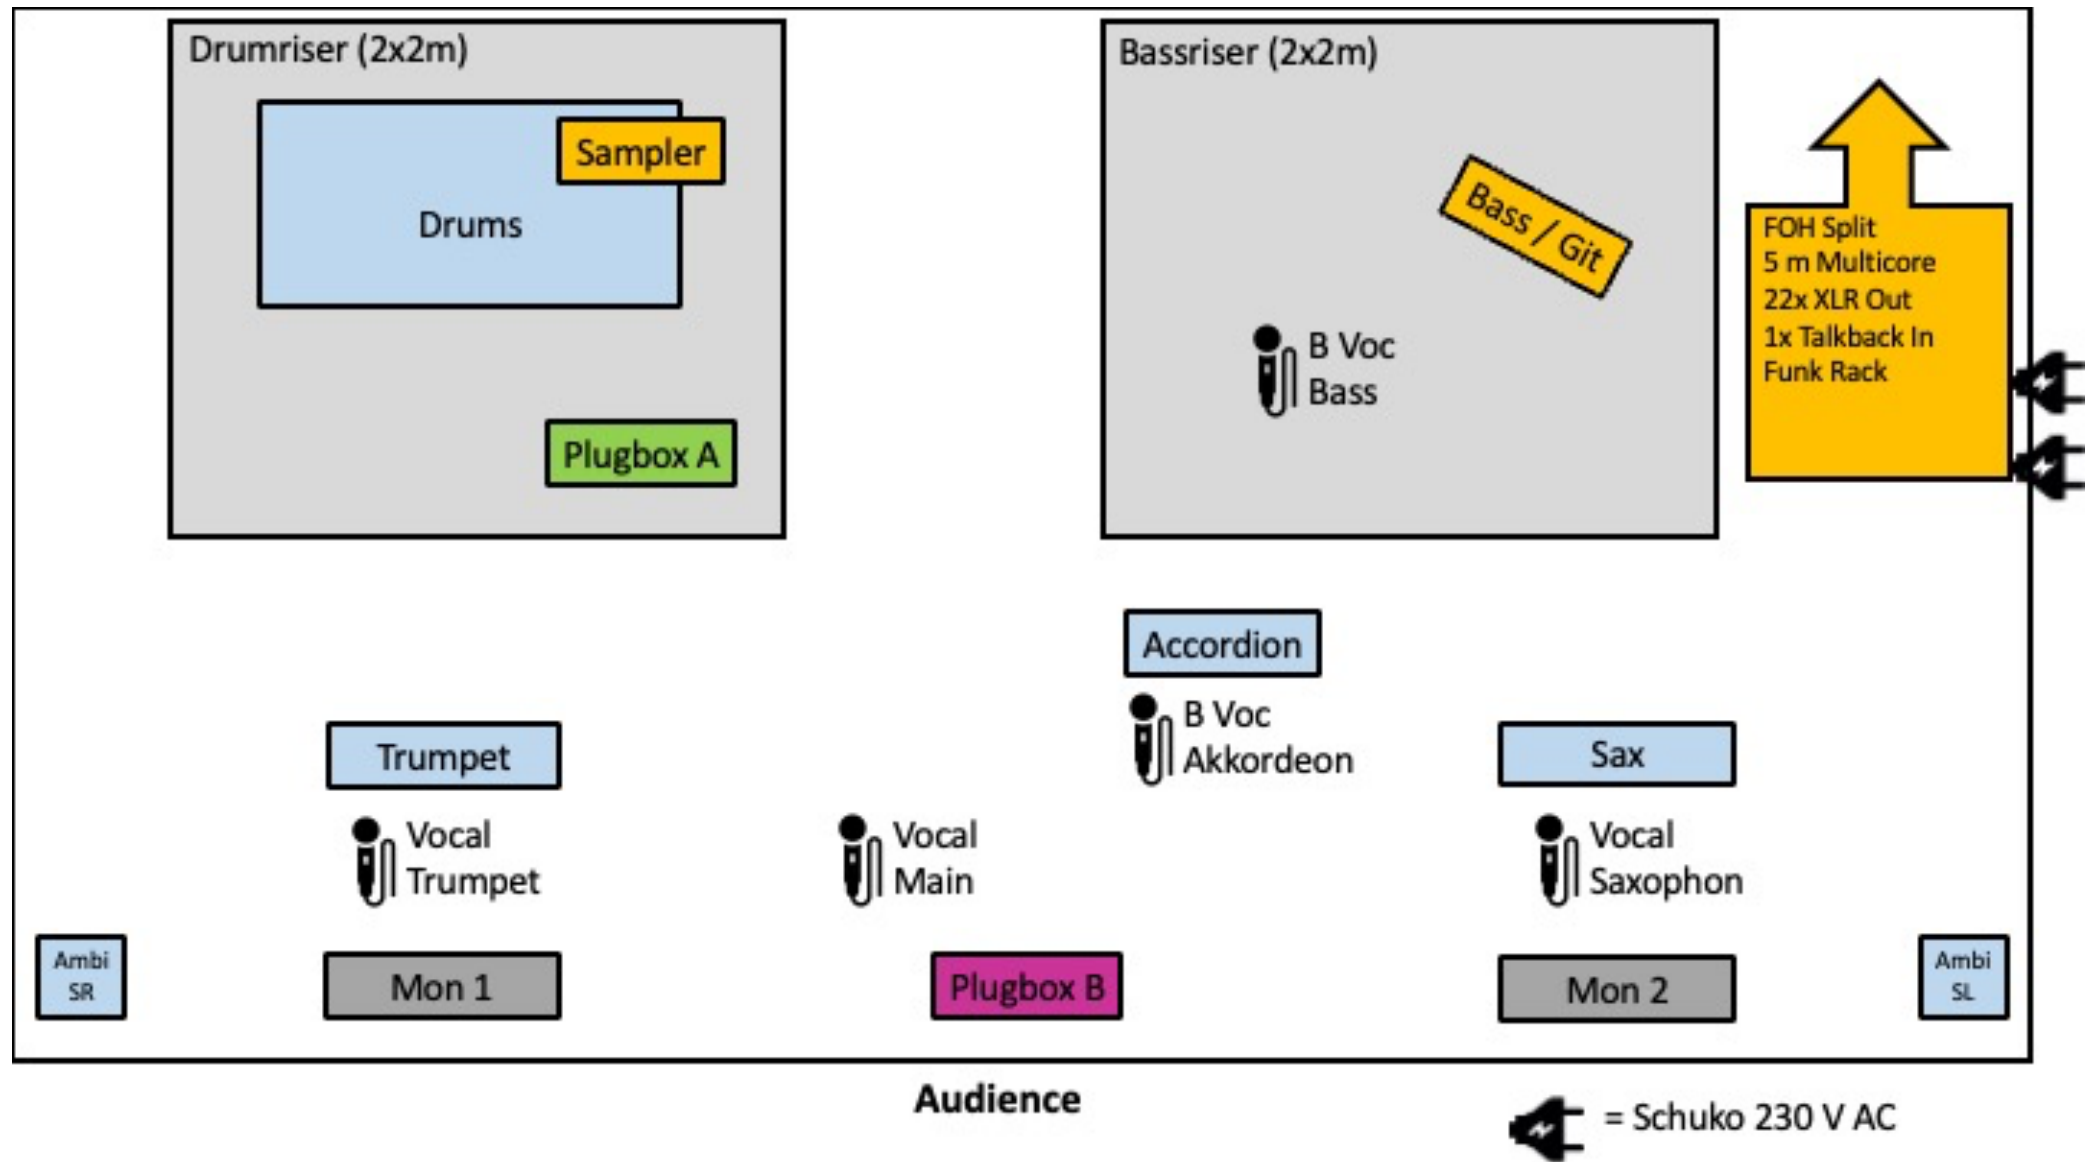 Drumriser (2x2m)
Sampler
Drums
Plugbox A
Bassriser (2x2m)
Bass / Git
B Voc
Bass
FOH Split
5 m Multicore
22x XLR Out
1x Talkback In
Funk Rack
Accordion
B Voc
Akkordeon
Trumpet
Vocal
Trumpet
Vocal
Main
Sax
Vocal
Saxophon
Ambi
SR
Mon 1
Plugbox B
Mon 2
Ambi
SL
Audience
= Schuko 230 V AC